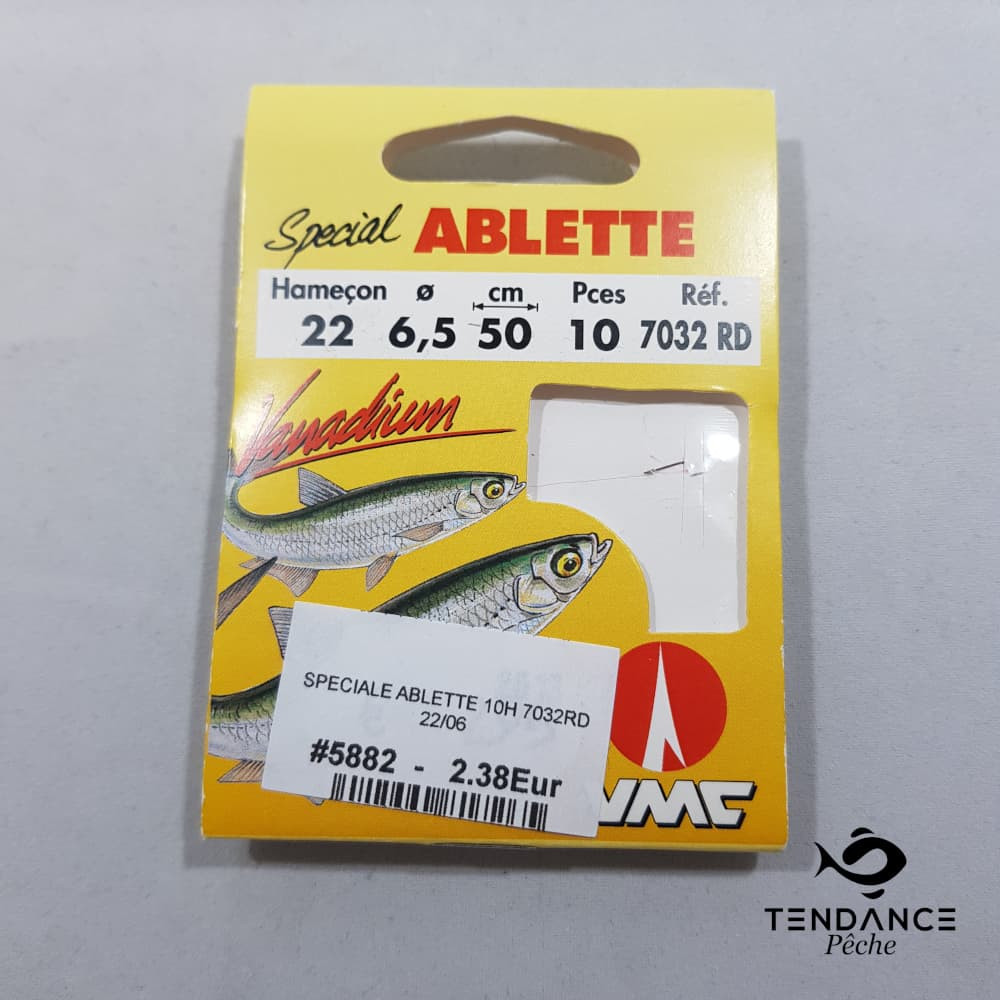 Special ABLETTE
Hameçon ø cm Pces Réf.
22 6,5 50 10 7032 RD
Vanadium
SPECIALE ABLETTE 10H 7032RD
22/06
#5882 - 2.38Eur
VMC
TENDANCE
Pêche